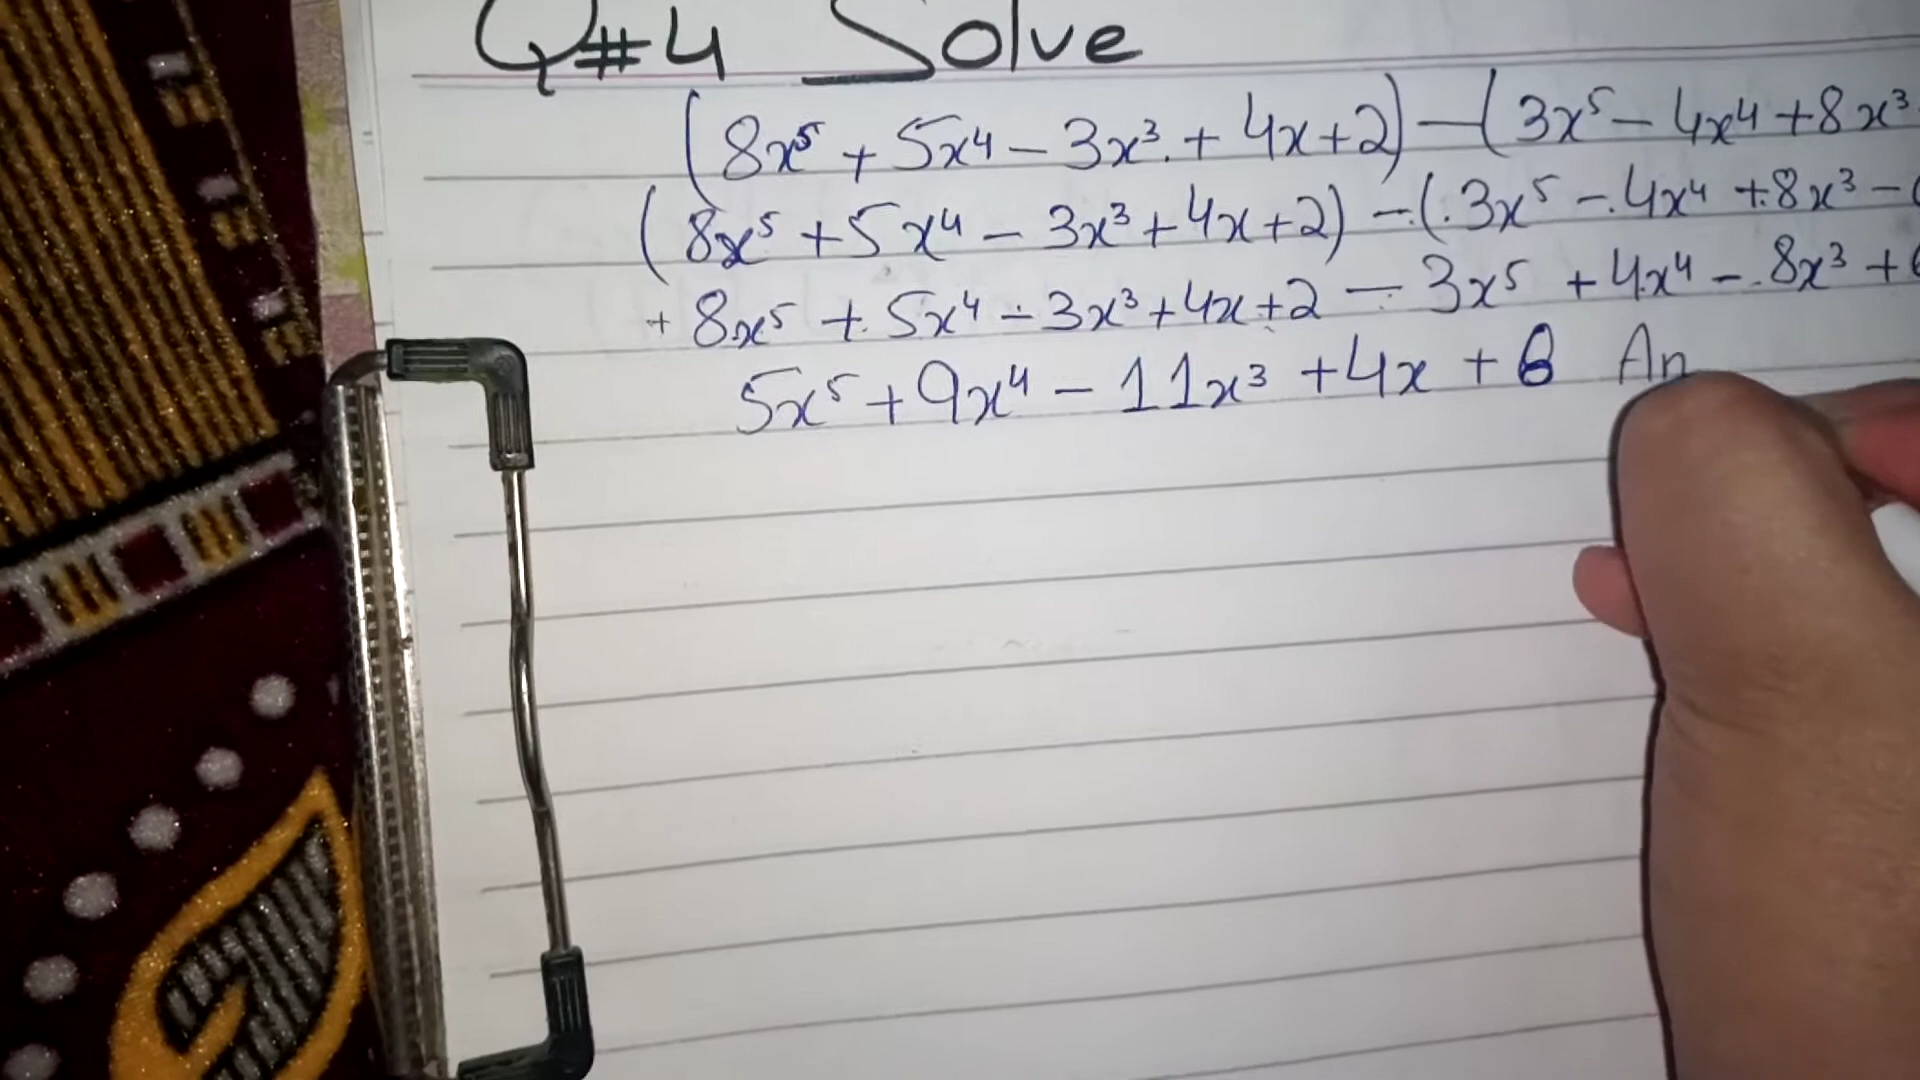 Q#4 Solve
(8x⁵ + 5x⁴ - 3x³ + 4x + 2) - (3x⁵ - 4x⁴ + 8x³
(8x⁵ + 5x⁴ - 3x³ + 4x + 2) - (3x⁵ - 4x⁴ + 8x³ -
+ 8x⁵ + 5x⁴ - 3x³ + 4x + 2 - 3x⁵ + 4x⁴ - 8x³ +
5x⁵ + 9x⁴ - 11x³ + 4x + 8 An